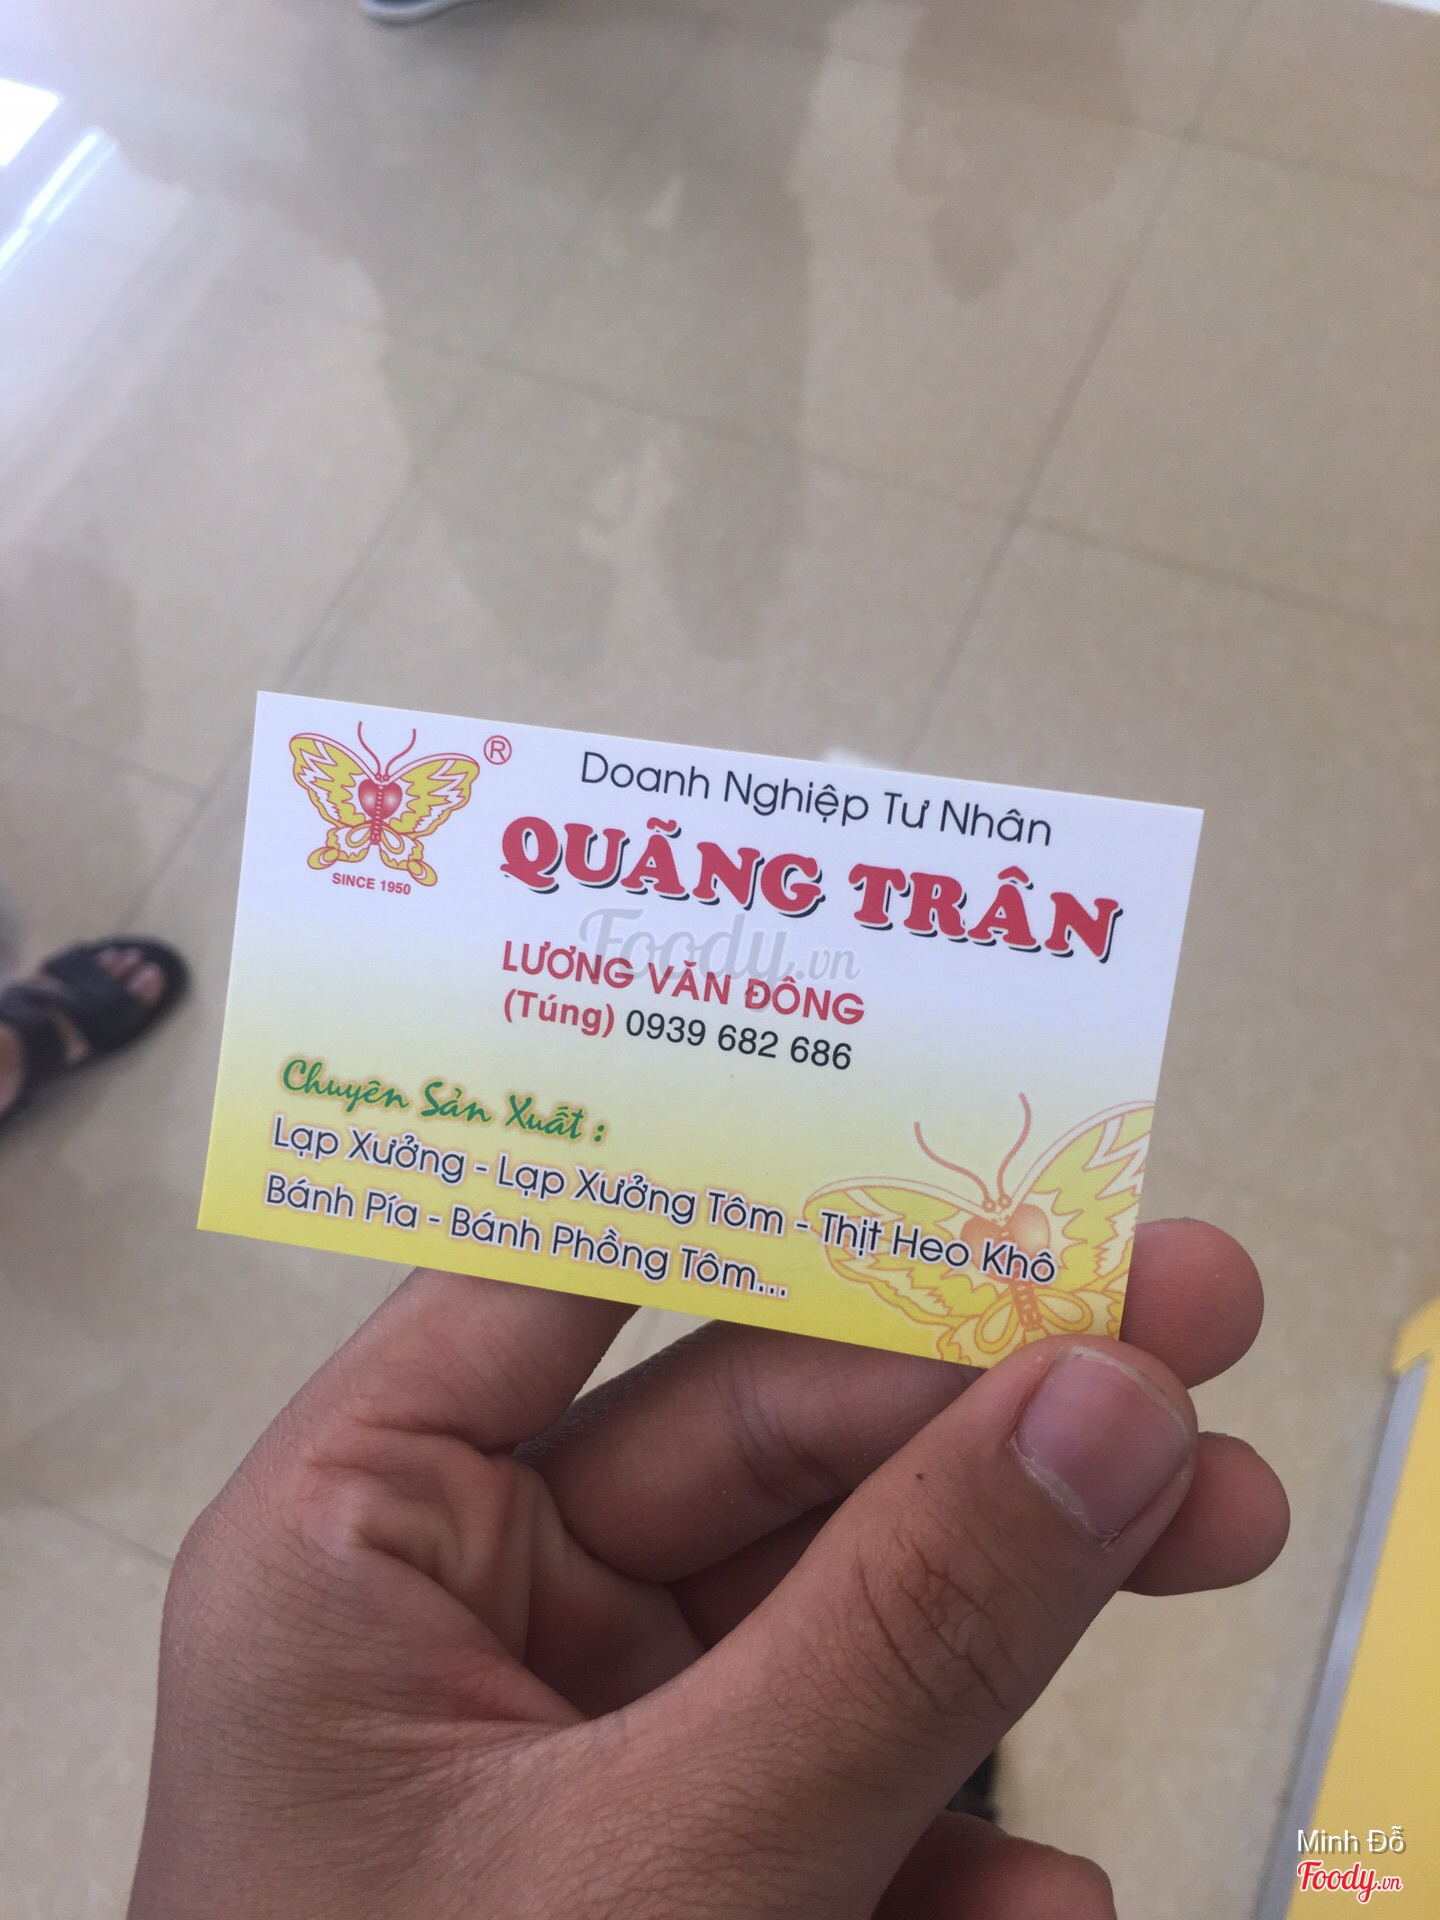 ®
SINCE 1950
Doanh Nghiệp Tư Nhân
QUÃNG TRÂN
Foody.vn
LƯƠNG VĂN ĐÔNG
(Túng) 0939 682 686
Chuyên Sản Xuất :
Lạp Xưởng - Lạp Xưởng Tôm - Thịt Heo Khô
Bánh Pía - Bánh Phồng Tôm...
Minh Đỗ
Foody.vn